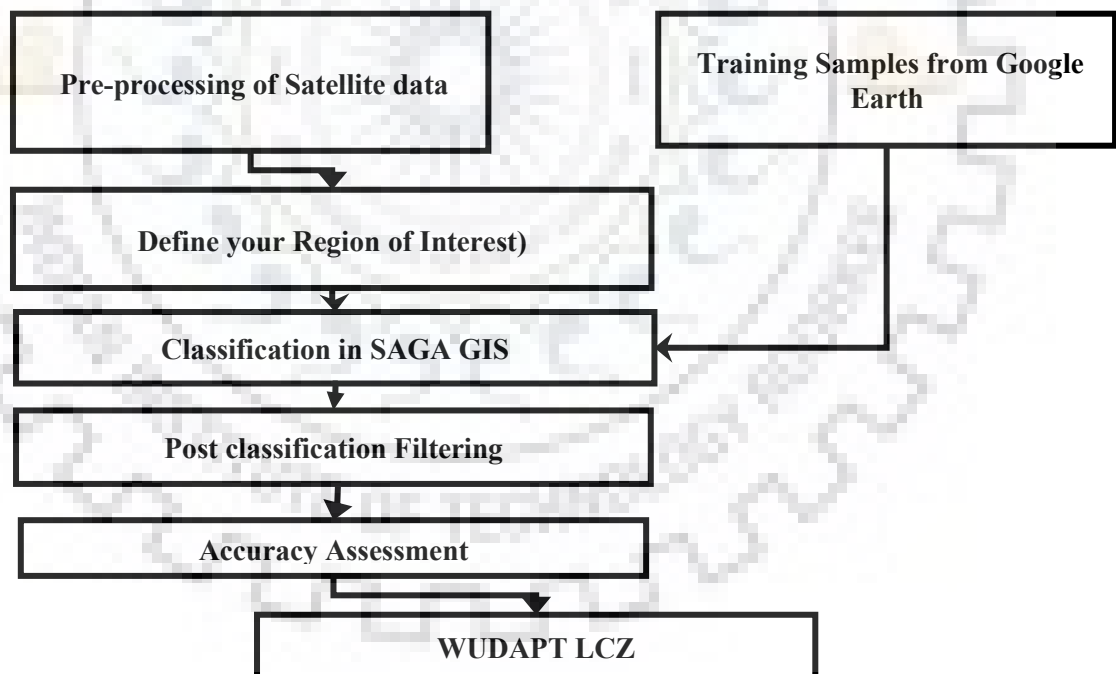 Pre-processing of Satellite data
Training Samples from Google
Earth
Define your Region of Interest)
Classification in SAGA GIS
Post classification Filtering
Accuracy Assessment
WUDAPT LCZ